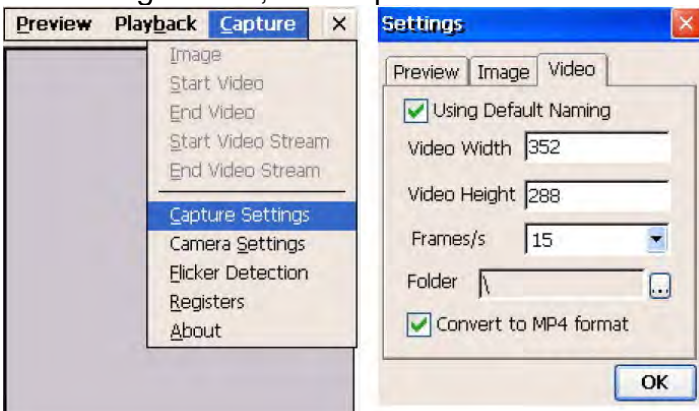 Preview Playback Capture ×
Image
Start Video
End Video
Start Video Stream
End Video Stream
Capture Settings
Camera Settings
Flicker Detection
Registers
About
Settings
Preview Image Video
Using Default Naming
Video Width 352
Video Height 288
Frames/s 15
Folder \ ...
Convert to MP4 format
OK